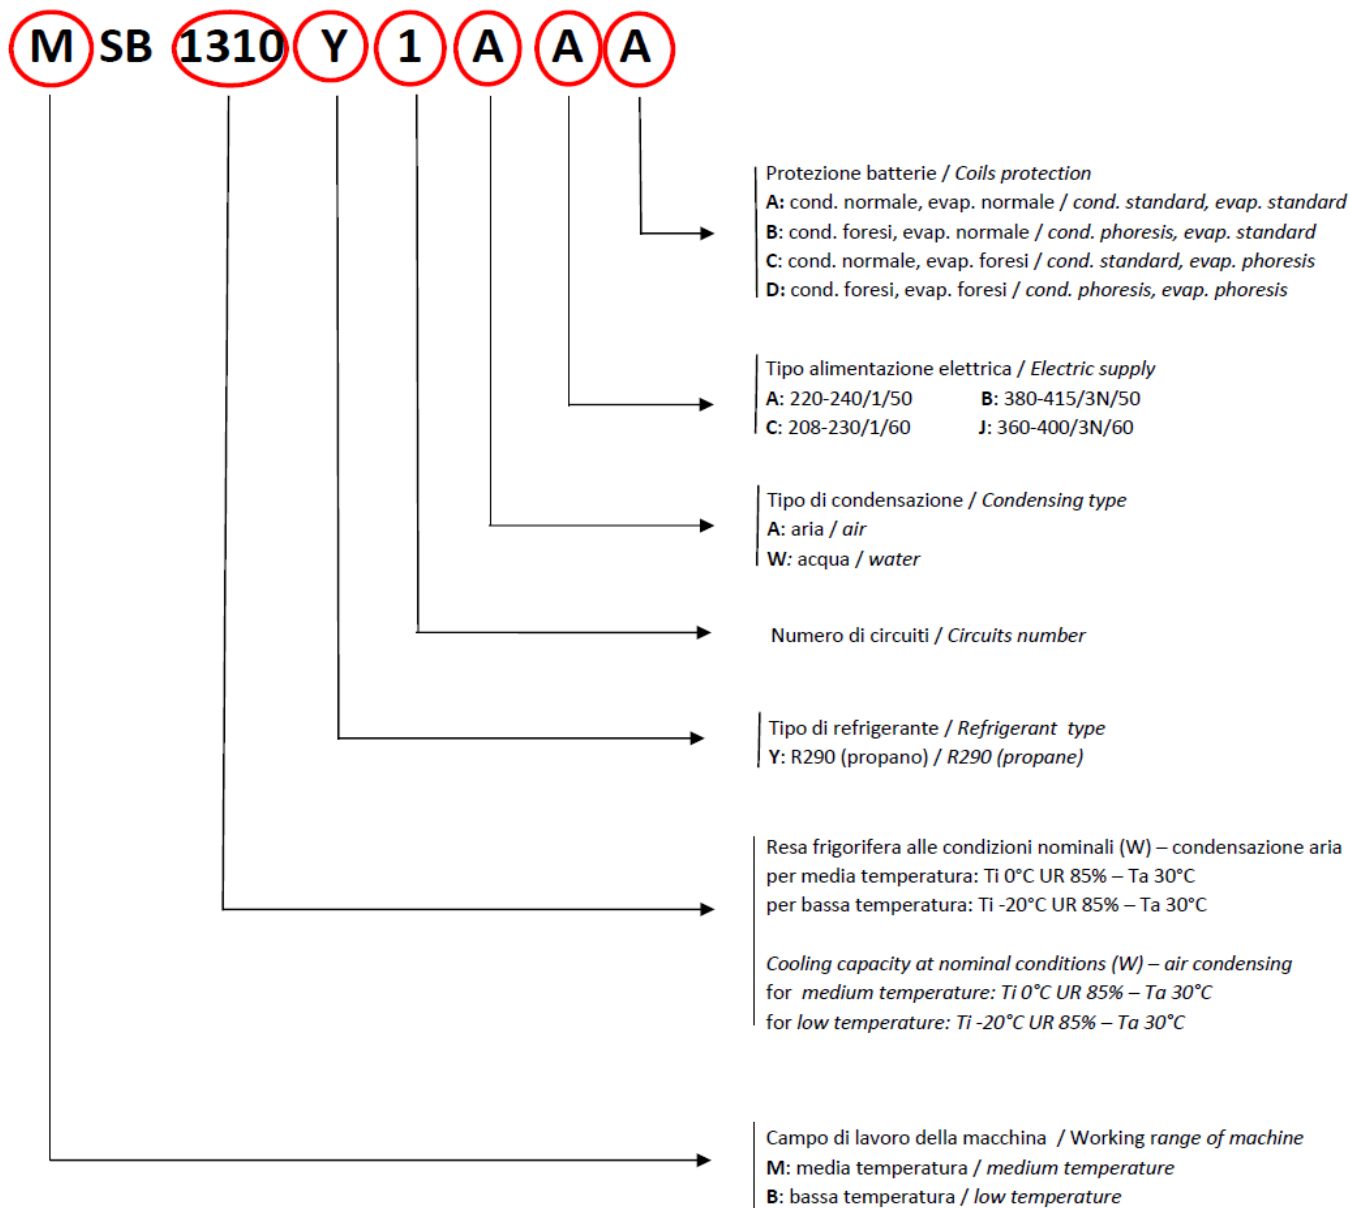 M SB 1310 Y 1 A A A
Protezione batterie / Coils protection
A: cond. normale, evap. normale / cond. standard, evap. standard
B: cond. foresi, evap. normale / cond. phoresis, evap. standard
C: cond. normale, evap. foresi / cond. standard, evap. phoresis
D: cond. foresi, evap. foresi / cond. phoresis, evap. phoresis
Tipo alimentazione elettrica / Electric supply
A: 220-240/1/50 B: 380-415/3N/50
C: 208-230/1/60 J: 360-400/3N/60
Tipo di condensazione / Condensing type
A: aria / air
W: acqua / water
Numero di circuiti / Circuits number
Tipo di refrigerante / Refrigerant type
Y: R290 (propano) / R290 (propane)
Resa frigorifera alle condizioni nominali (W) – condensazione aria
per media temperatura: Ti 0°C UR 85% – Ta 30°C
per bassa temperatura: Ti -20°C UR 85% – Ta 30°C
Cooling capacity at nominal conditions (W) – air condensing
for medium temperature: Ti 0°C UR 85% – Ta 30°C
for low temperature: Ti -20°C UR 85% – Ta 30°C
Campo di lavoro della macchina / Working range of machine
M: media temperatura / medium temperature
B: bassa temperatura / low temperature